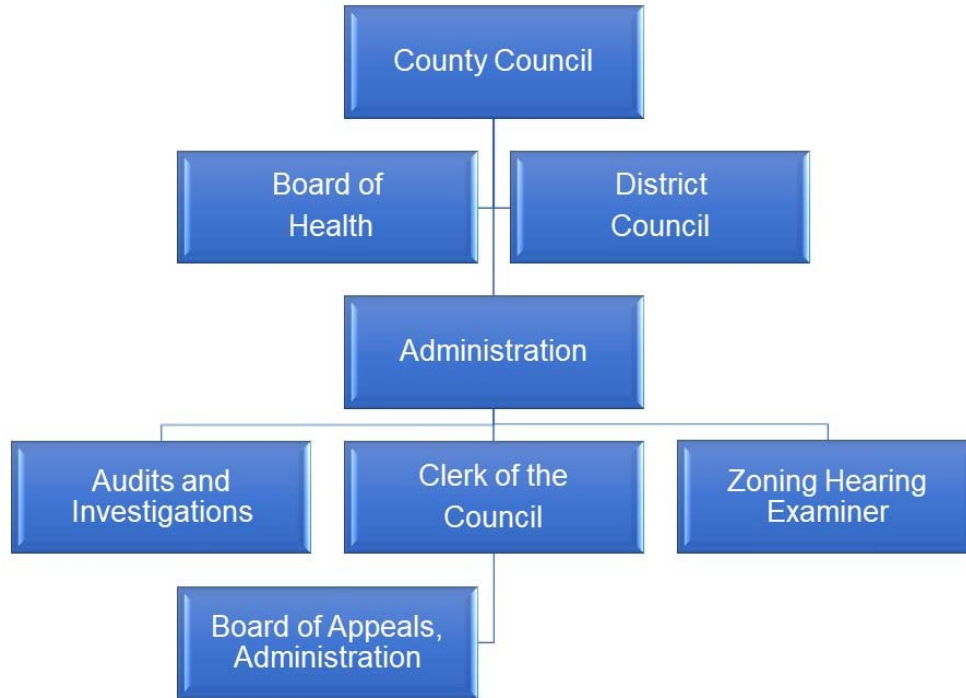 County Council
Board of
Health
District
Council
Administration
Audits and
Investigations
Clerk of the
Council
Zoning Hearing
Examiner
Board of Appeals,
Administration